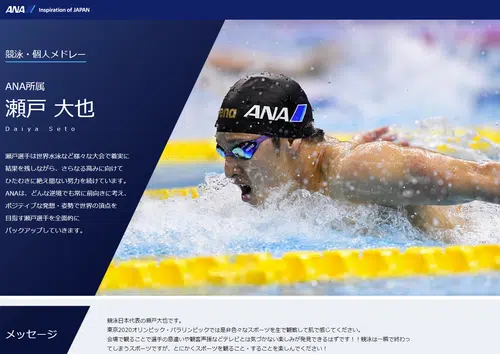 ANA Inspiration of JAPAN
競泳・個人メドレー
ANA所属
瀬戸 大也
Daiya Seto
arena ANA
瀬戸選手は世界水泳など様々な大会で着実に
結果を残しながら、さらなる高みに向けて
ひたむきに絶え間ない努力を続けています。
ANAは、どんな逆境でも常に前向きに考え、
ポジティブな発想・姿勢で世界の頂点を
目指す瀬戸選手を全面的に
バックアップしていきます。
メッセージ
競泳日本代表の瀬戸大也です。
東京2020オリンピック・パラリンピックでは是非色々なスポーツを生で観戦して肌で感じてください。
会場で観ることで選手の息遣いや観客声援などテレビとは気づかない楽しみが発見できるはずです！！競泳は一瞬で終わっ
てしまうスポーツですが、とにかくスポーツを観ること・することを楽しんでください！